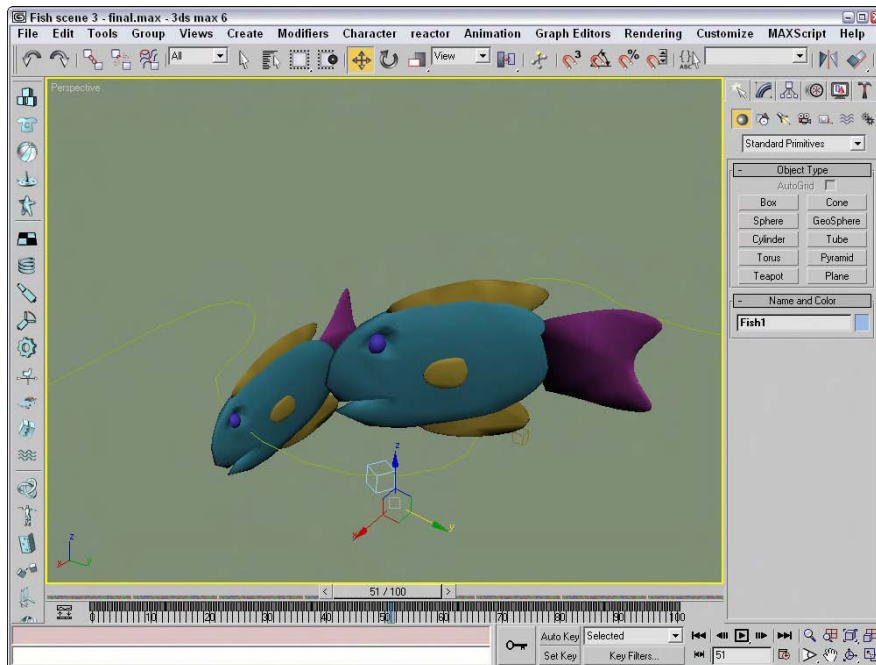 Fish scene 3 - final.max - 3ds max 6
File Edit Tools Group Views Create Modifiers Character reactor Animation Graph Editors Rendering Customize MAXScript Help
All View 3 % ABC
Perspective
Standard Primitives
- Object Type
AutoGrid
Box Cone
Sphere GeoSphere
Cylinder Tube
Torus Pyramid
Teapot Plane
- Name and Color
Fish1
z
x y
z
x y
< 51 / 100 >
0 10 20 30 40 50 60 70 80 90 100
Auto Key Selected
Set Key Key Filters... 51